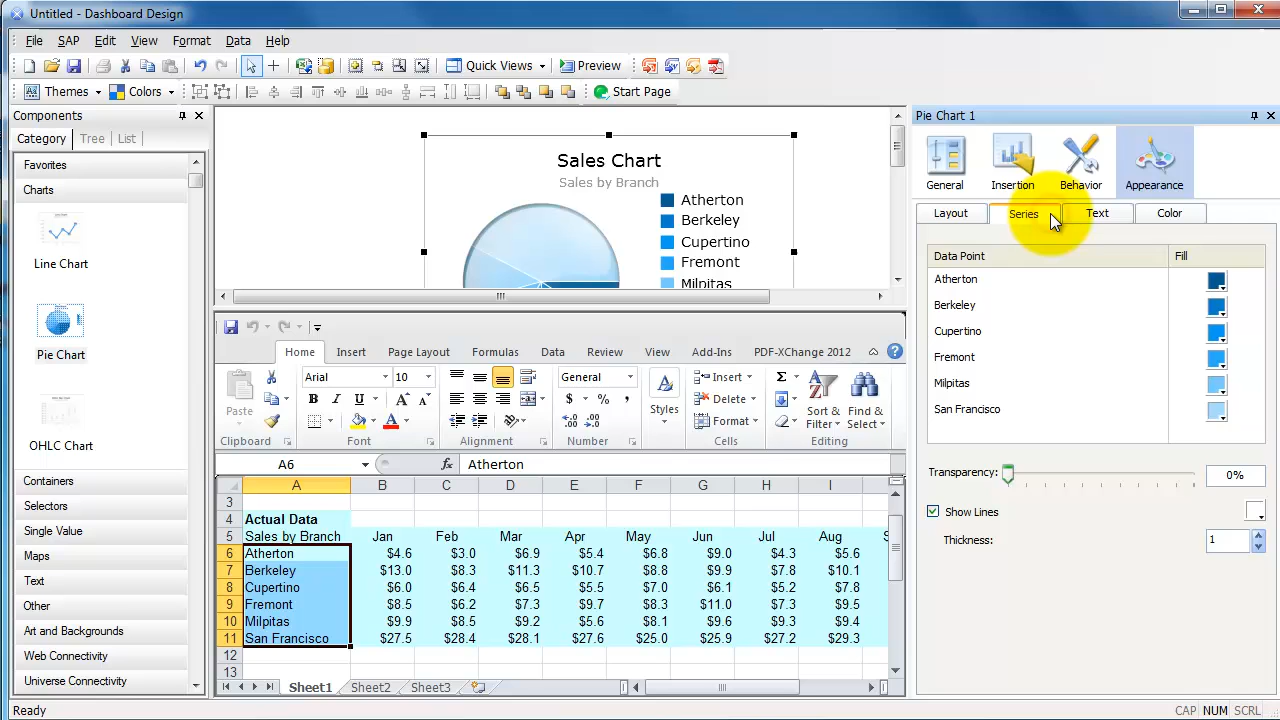 Untitled - Dashboard Design
File SAP Edit View Format Data Help
Quick Views Preview
Themes Colors Start Page
Components
Category Tree List
Favorites
Charts
Line Chart
Pie Chart
OHLC Chart
Containers
Selectors
Single Value
Maps
Text
Other
Art and Backgrounds
Web Connectivity
Universe Connectivity
Sales Chart
Sales by Branch
Atherton
Berkeley
Cupertino
Fremont
Milpitas
Home Insert Page Layout Formulas Data Review View Add-Ins PDF-XChange 2012
Paste
Clipboard
Arial 10
B I U
Font
Alignment
General
$ % ,
Number
Styles
Insert
Delete
Format
Cells
Sort & Filter
Find & Select
Editing
A6 fx Atherton
A B C D E F G H I
3
4 Actual Data
5 Sales by Branch Jan Feb Mar Apr May Jun Jul Aug S
6 Atherton $4.6 $3.0 $6.9 $5.4 $6.8 $9.0 $4.3 $5.6
7 Berkeley $13.0 $8.3 $11.3 $10.7 $8.8 $9.9 $7.8 $10.1
8 Cupertino $6.0 $6.4 $6.5 $5.5 $7.0 $6.1 $5.2 $7.8
9 Fremont $8.5 $6.2 $7.3 $9.7 $8.3 $11.0 $7.3 $9.5
10 Milpitas $9.9 $8.5 $9.2 $5.6 $8.1 $9.6 $9.3 $9.4
11 San Francisco $27.5 $28.4 $28.1 $27.6 $25.0 $25.9 $27.2 $29.3
12
13
Sheet1 Sheet2 Sheet3
Pie Chart 1
General Insertion Behavior Appearance
Layout Series Text Color
Data Point Fill
Atherton
Berkeley
Cupertino
Fremont
Milpitas
San Francisco
Transparency: 0%
Show Lines
Thickness: 1
Ready CAP NUM SCRL